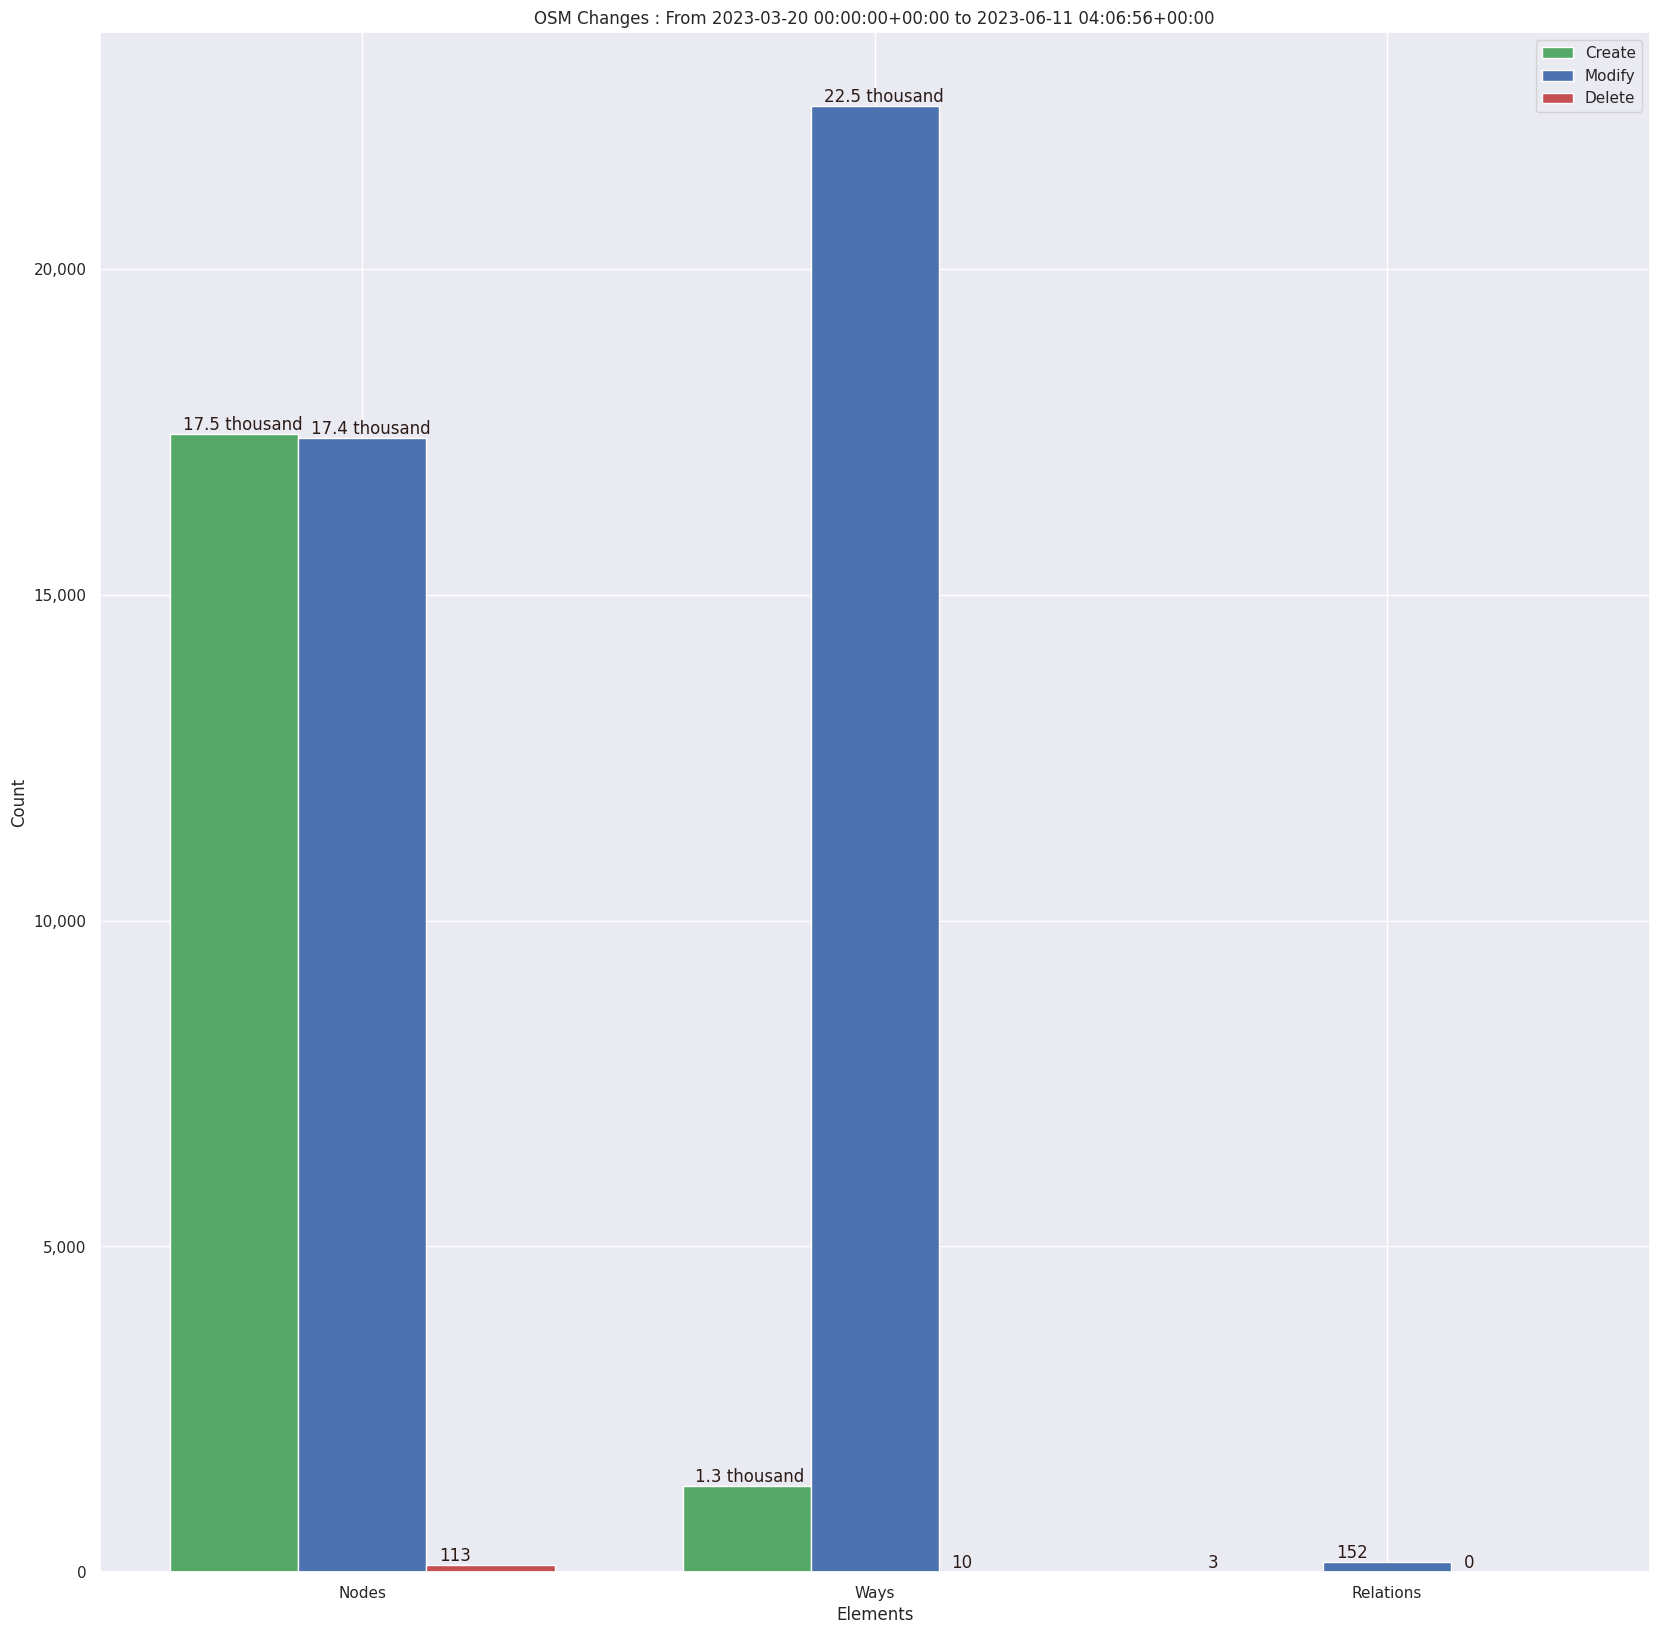 OSM Changes : From 2023-03-20 00:00:00+00:00 to 2023-06-11 04:06:56+00:00
Create
Modify
Delete
22.5 thousand
20,000
17.5 thousand
17.4 thousand
15,000
Count
10,000
5,000
1.3 thousand
113
10
3
152
0
0
Nodes
Ways
Relations
Elements